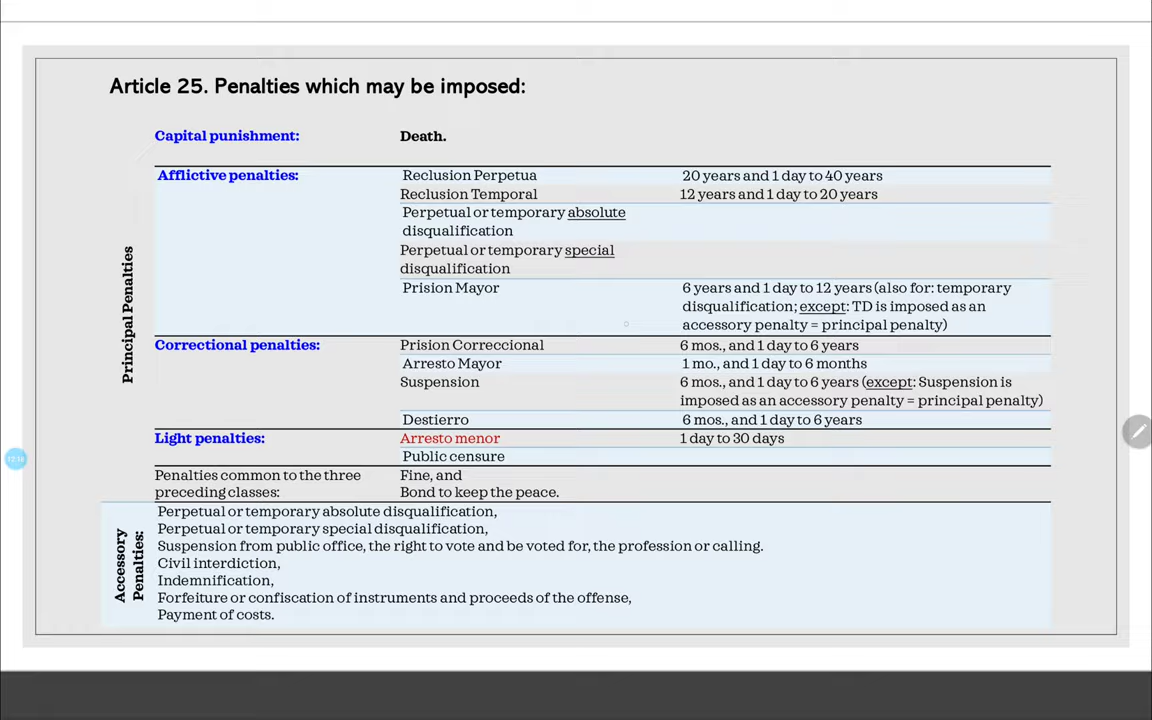 Article 25. Penalties which may be imposed:
Capital punishment: Death.
Principal Penalties
Afflictive penalties: Reclusion Perpetua 20 years and 1 day to 40 years
Reclusion Temporal 12 years and 1 day to 20 years
Perpetual or temporary absolute
disqualification
Perpetual or temporary special
disqualification
Prision Mayor 6 years and 1 day to 12 years (also for: temporary
disqualification; except: TD is imposed as an
accessory penalty = principal penalty)
Correctional penalties: Prision Correccional 6 mos., and 1 day to 6 years
Arresto Mayor 1 mo., and 1 day to 6 months
Suspension 6 mos., and 1 day to 6 years (except: Suspension is
imposed as an accessory penalty = principal penalty)
Destierro 6 mos., and 1 day to 6 years
Light penalties: Arresto menor 1 day to 30 days
Public censure
Penalties common to the three Fine, and
preceding classes: Bond to keep the peace.
Accessory
Penalties:
Perpetual or temporary absolute disqualification,
Perpetual or temporary special disqualification,
Suspension from public office, the right to vote and be voted for, the profession or calling.
Civil interdiction,
Indemnification,
Forfeiture or confiscation of instruments and proceeds of the offense,
Payment of costs.